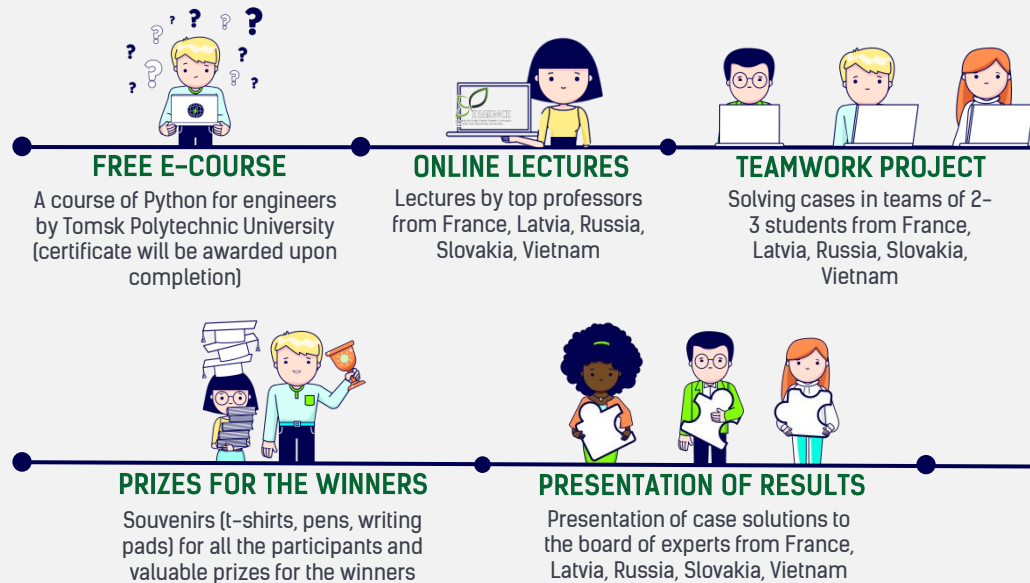 FREE E-COURSE
A course of Python for engineers
by Tomsk Polytechnic University
(certificate will be awarded upon
completion)
ONLINE LECTURES
Lectures by top professors
from France, Latvia, Russia,
Slovakia, Vietnam
TEAMWORK PROJECT
Solving cases in teams of 2-
3 students from France,
Latvia, Russia, Slovakia,
Vietnam
PRIZES FOR THE WINNERS
Souvenirs (t-shirts, pens, writing
pads) for all the participants and
valuable prizes for the winners
PRESENTATION OF RESULTS
Presentation of case solutions to
the board of experts from France,
Latvia, Russia, Slovakia, Vietnam